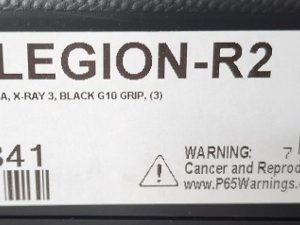 LEGION-R2
A, X-RAY 3, BLACK G10 GRIP, (3)
341
WARNING:
Cancer and Reprod
www.P65Warnings.c